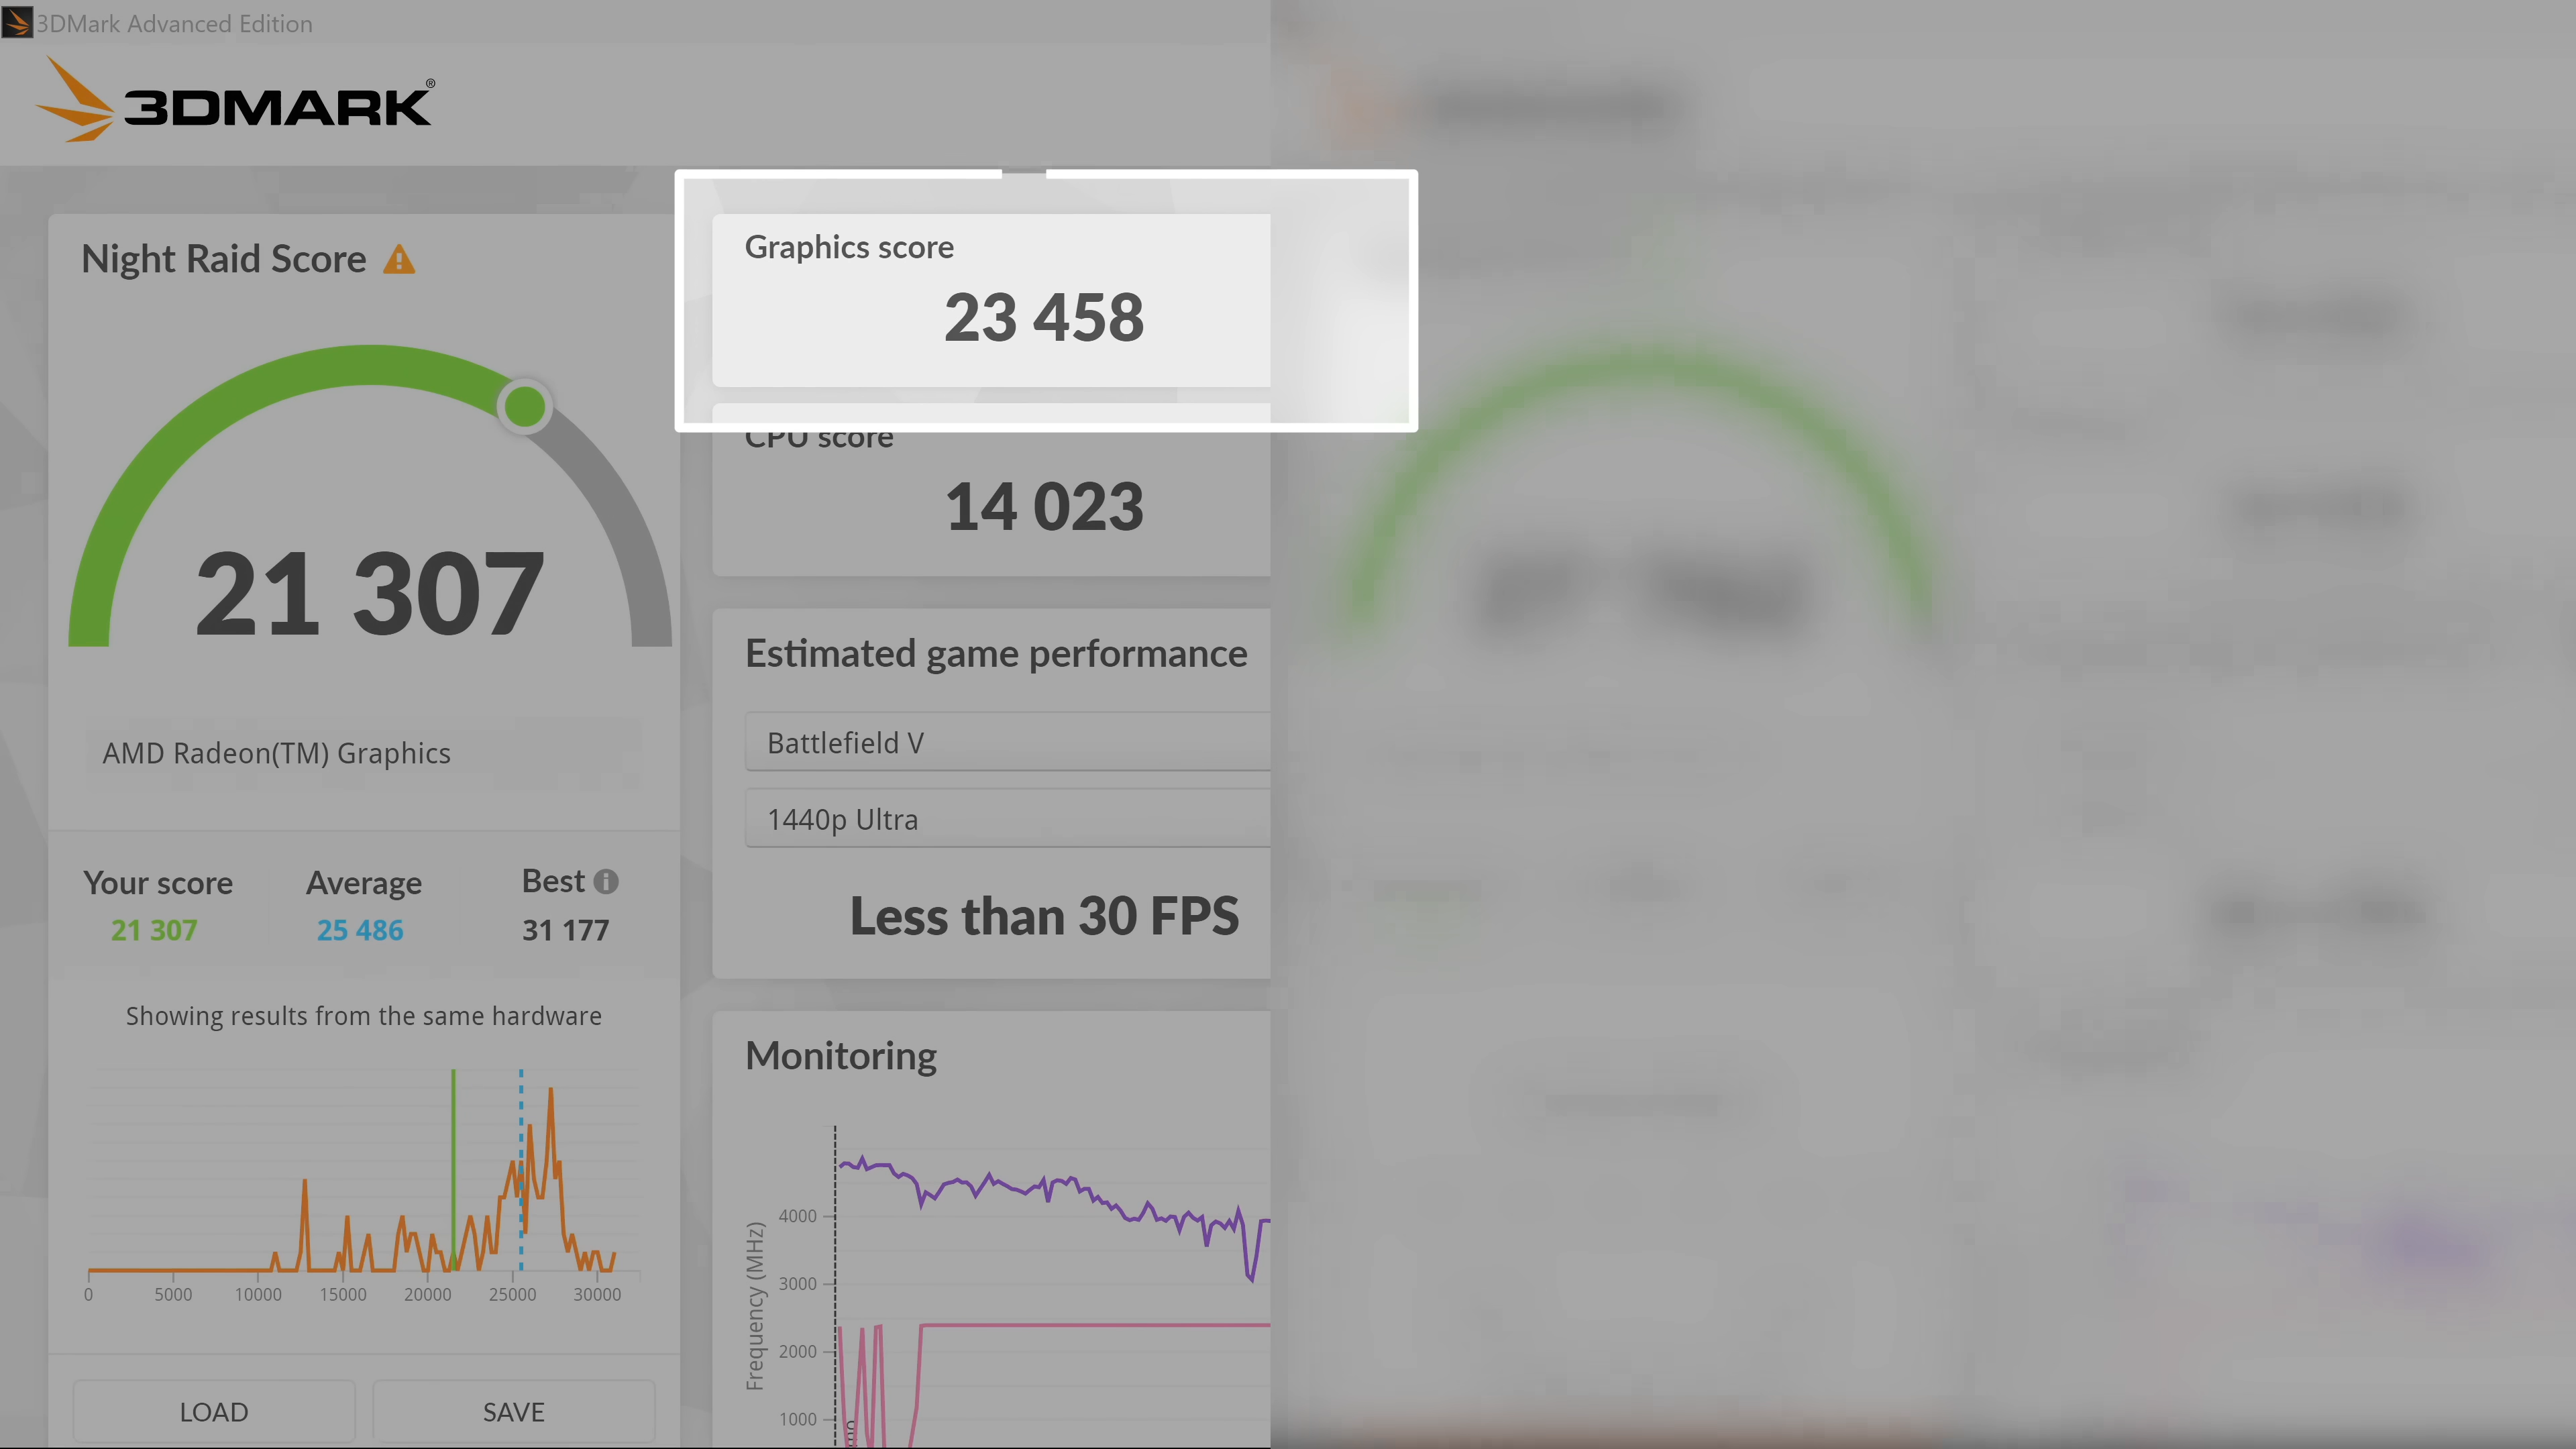 3DMark Advanced Edition
3DMARK®
Night Raid Score
21 307
AMD Radeon(TM) Graphics
Your score
Average
Best
21 307
25 486
31 177
Showing results from the same hardware
0
5000
10000
15000
20000
25000
30000
LOAD
SAVE
Graphics score
23 458
CPU score
14 023
Estimated game performance
Battlefield V
1440p Ultra
Less than 30 FPS
Monitoring
Frequency (MHz)
4000
3000
2000
1000